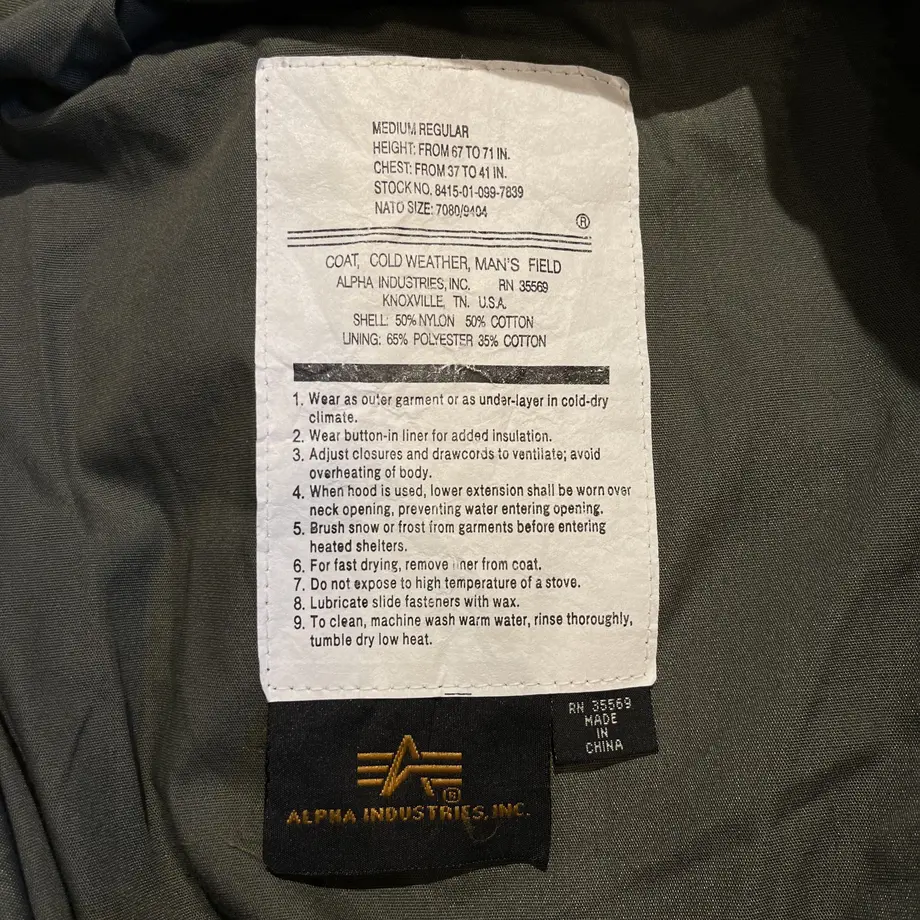 MEDIUM REGULAR
HEIGHT: FROM 67 TO 71 IN.
CHEST: FROM 37 TO 41 IN.
STOCK NO. 8415-01-099-7839
NATO SIZE: 7080/9404
®
COAT, COLD WEATHER, MAN'S FIELD
ALPHA INDUSTRIES, INC. RN 35569
KNOXVILLE, TN. U.S.A.
SHELL: 50% NYLON 50% COTTON
LINING: 65% POLYESTER 35% COTTON
1. Wear as outer garment or as under-layer in cold-dry
climate.
2. Wear button-in liner for added insulation.
3. Adjust closures and drawcords to ventilate; avoid
overheating of body.
4. When hood is used, lower extension shall be worn over
neck opening, preventing water entering opening.
5. Brush snow or frost from garments before entering
heated shelters.
6. For fast drying, remove liner from coat.
7. Do not expose to high temperature of a stove.
8. Lubricate slide fasteners with wax.
9. To clean, machine wash warm water, rinse thoroughly,
tumble dry low heat.
RN 35569
MADE
IN
CHINA
®
ALPHA INDUSTRIES, INC.